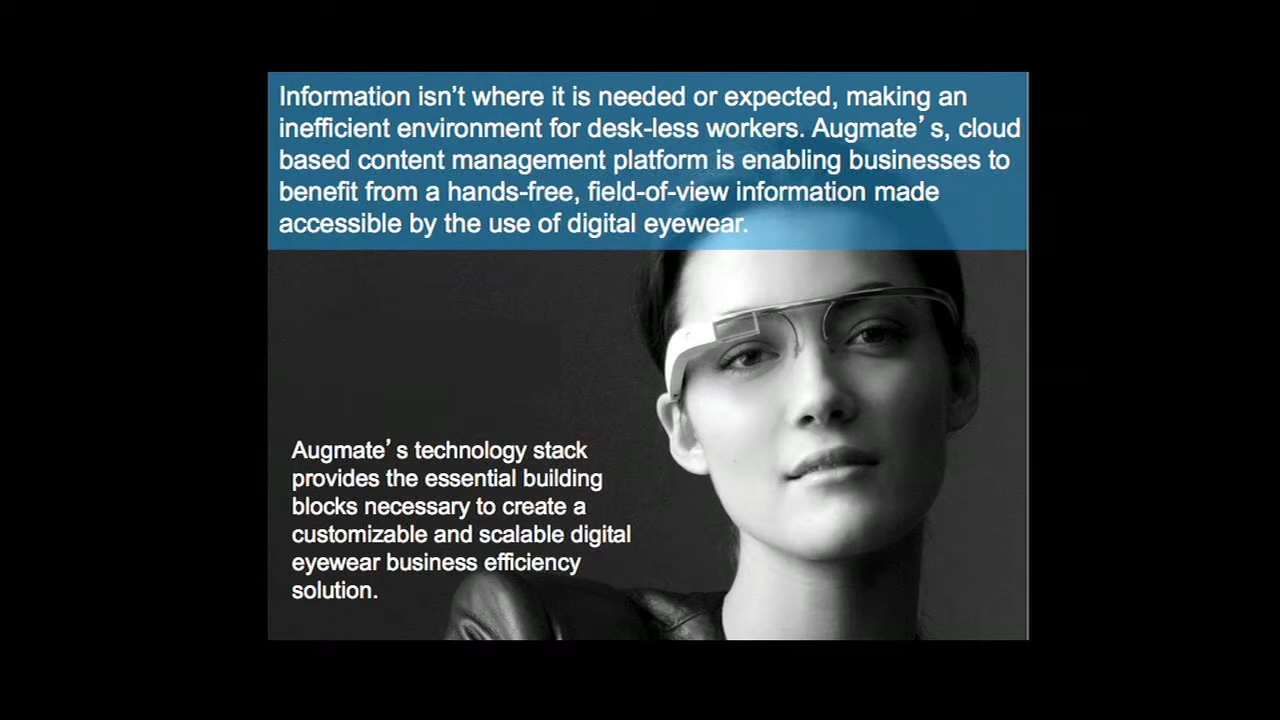 Information isn’t where it is needed or expected, making an
inefficient environment for desk-less workers. Augmate’ s, cloud
based content management platform is enabling businesses to
benefit from a hands-free, field-of-view information made
accessible by the use of digital eyewear.
Augmate’ s technology stack
provides the essential building
blocks necessary to create a
customizable and scalable digital
eyewear business efficiency
solution.